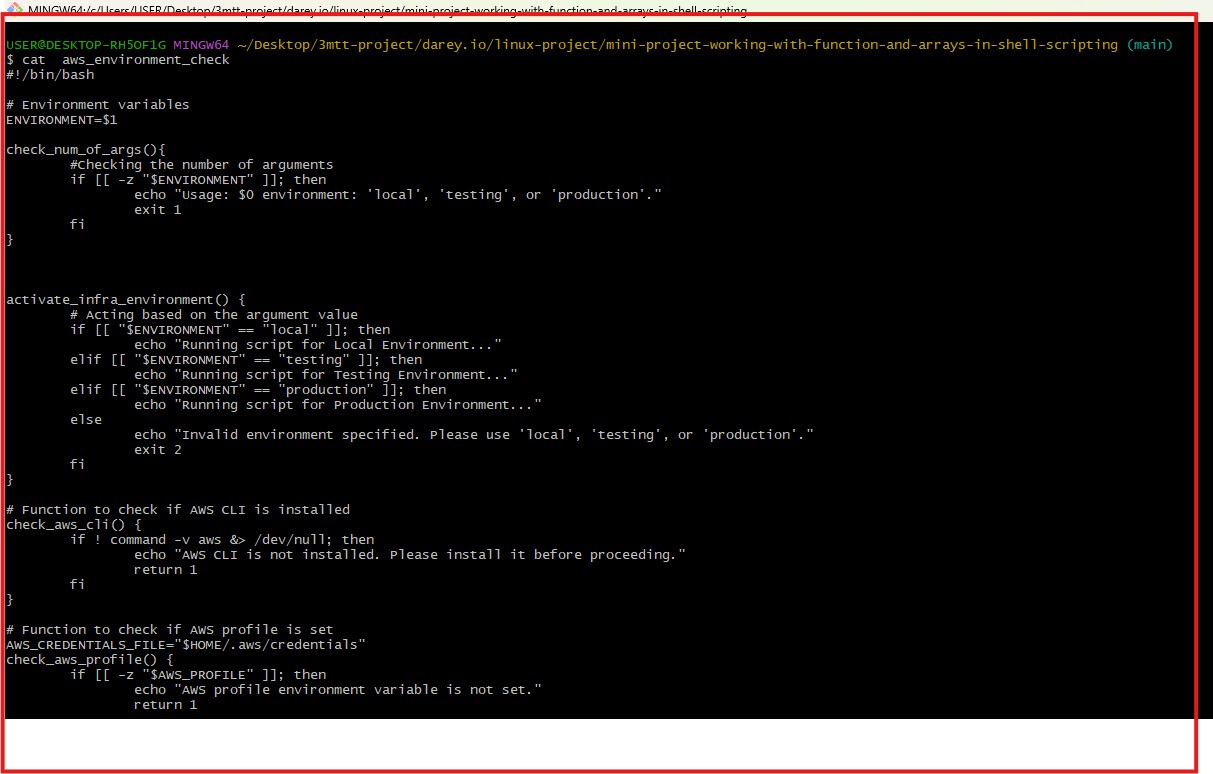 MINGW64:/c/Users/USER/Desktop/3mtt-project/darey.io/linux-project/mini-project-working-with-function-and-arrays-in-shell-scripting
USER@DESKTOP-RH5OF1G MINGW64 ~/Desktop/3mtt-project/darey.io/linux-project/mini-project-working-with-function-and-arrays-in-shell-scripting (main)
$ cat  aws_environment_check
#!/bin/bash
# Environment variables
ENVIRONMENT=$1
check_num_of_args(){
        #Checking the number of arguments
        if [[ -z "$ENVIRONMENT" ]]; then
                echo "Usage: $0 environment: 'local', 'testing', or 'production'."
                exit 1
        fi
}
activate_infra_environment() {
        # Acting based on the argument value
        if [[ "$ENVIRONMENT" == "local" ]]; then
                echo "Running script for Local Environment..."
        elif [[ "$ENVIRONMENT" == "testing" ]]; then
                echo "Running script for Testing Environment..."
        elif [[ "$ENVIRONMENT" == "production" ]]; then
                echo "Running script for Production Environment..."
        else
                echo "Invalid environment specified. Please use 'local', 'testing', or 'production'."
                exit 2
        fi
}
# Function to check if AWS CLI is installed
check_aws_cli() {
        if ! command -v aws &> /dev/null; then
                echo "AWS CLI is not installed. Please install it before proceeding."
                return 1
        fi
}
# Function to check if AWS profile is set
AWS_CREDENTIALS_FILE="$HOME/.aws/credentials"
check_aws_profile() {
        if [[ -z "$AWS_PROFILE" ]]; then
                echo "AWS profile environment variable is not set."
                return 1